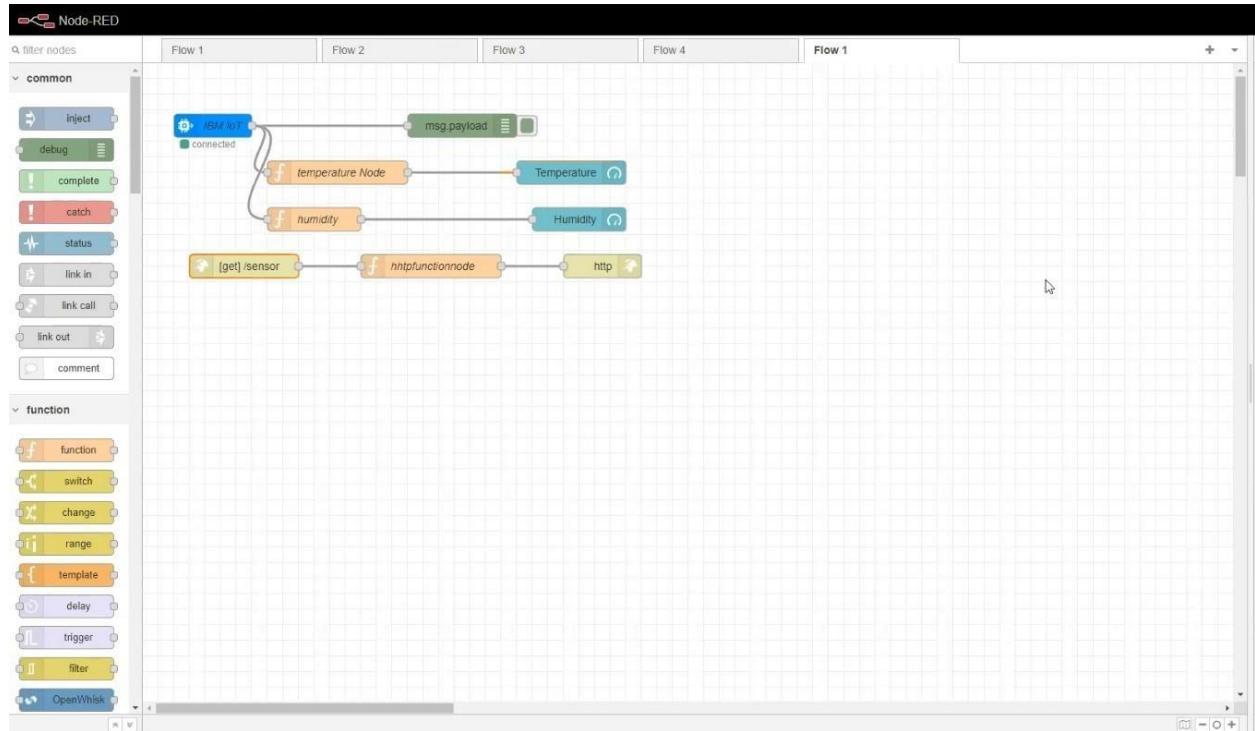 Node-RED
filter nodes
Flow 1
Flow 2
Flow 3
Flow 4
Flow 1
common
inject
debug
complete
catch
status
link in
link call
link out
comment
function
function
switch
change
range
template
delay
trigger
filter
OpenWhisk
IBM IoT
connected
msg.payload
temperature Node
Temperature
humidity
Humidity
[get] /sensor
hhtpfunctionnode
http